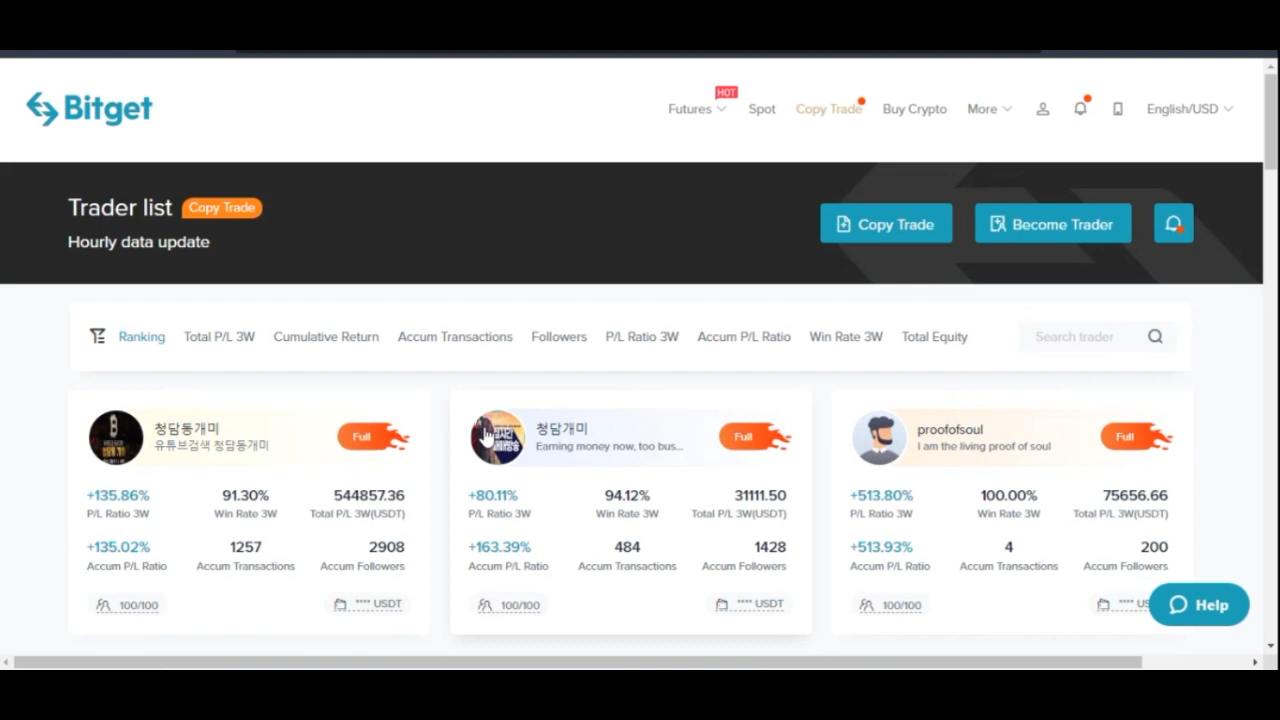 Bitget
Futures HOT Spot Copy Trade Buy Crypto More English/USD
Trader list Copy Trade
Hourly data update
Copy Trade Become Trader
Ranking Total P/L 3W Cumulative Return Accum Transactions Followers P/L Ratio 3W Accum P/L Ratio Win Rate 3W Total Equity Search trader
청담동개미
유튜브검색 청담동개미
Full
+135.86% 91.30% 544857.36
P/L Ratio 3W Win Rate 3W Total P/L 3W(USDT)
+135.02% 1257 2908
Accum P/L Ratio Accum Transactions Accum Followers
100/100 **** USDT
청담개미
Earning money now, too bus...
Full
+80.11% 94.12% 31111.50
P/L Ratio 3W Win Rate 3W Total P/L 3W(USDT)
+163.39% 484 1428
Accum P/L Ratio Accum Transactions Accum Followers
100/100 **** USDT
proofofsoul
I am the living proof of soul
Full
+513.80% 100.00% 75656.66
P/L Ratio 3W Win Rate 3W Total P/L 3W(USDT)
+513.93% 4 200
Accum P/L Ratio Accum Transactions Accum Followers
100/100 **** US
Help